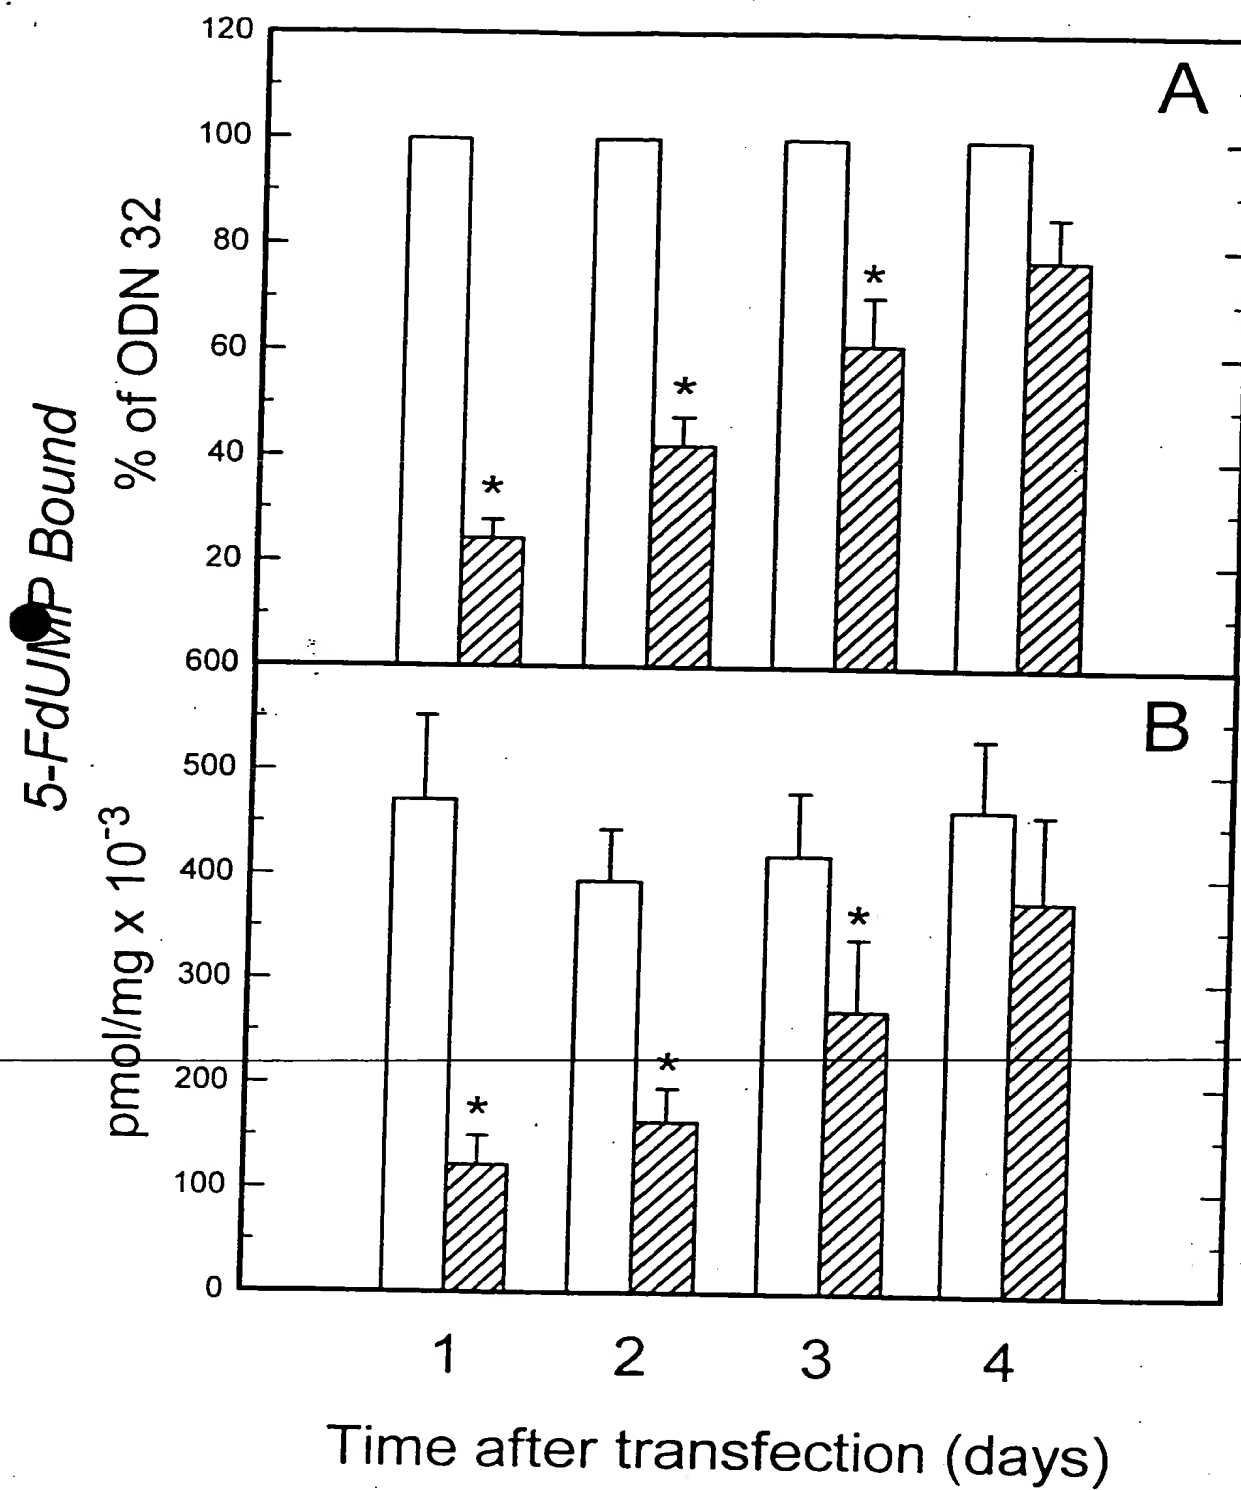 5-FdUMP Bound
% of ODN 32
120
100
80
60
40
20
A
*
*
*
pmol/mg x 10⁻³
600
500
400
300
200
100
0
B
*
*
*
1 2 3 4
Time after transfection (days)